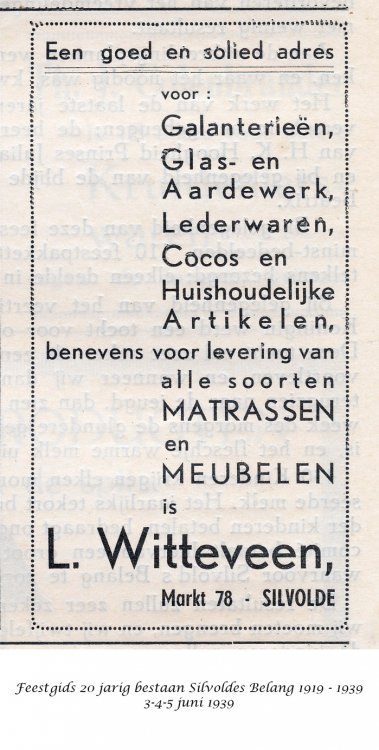 Een goed en solied adres
voor :
Galanterieën,
Glas- en
Aardewerk,
Lederwaren,
Cocos en
Huishoudelijke
Artikelen,
benevens voor levering van
alle soorten
MATRASSEN
en
MEUBELEN
is
L. Witteveen,
Markt 78 - SILVOLDE
Feestgids 20 jarig bestaan Silvoldes Belang 1919 - 1939
3-4-5 juni 1939